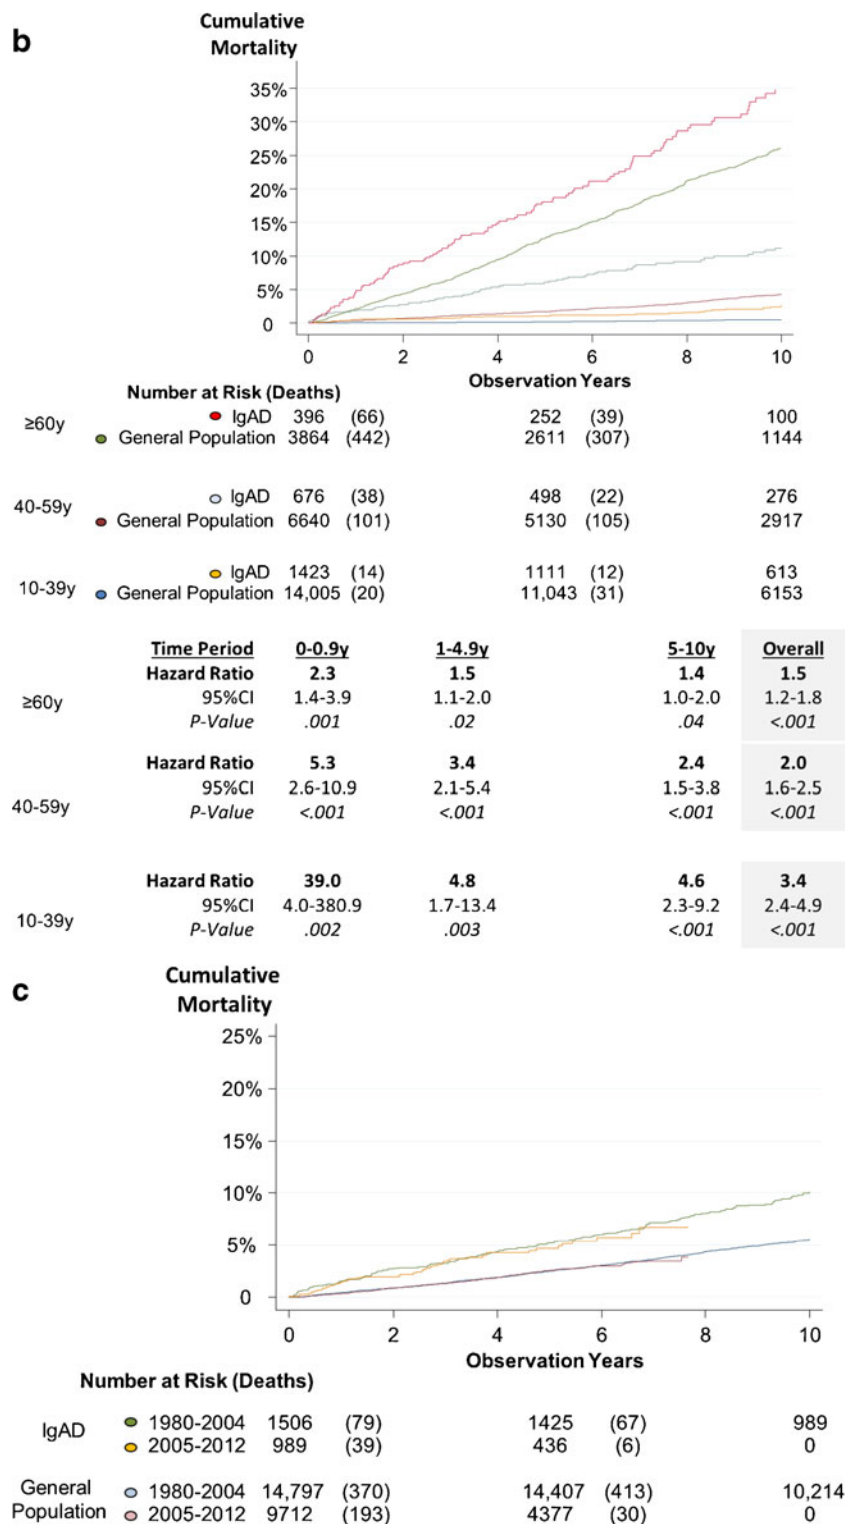 b
Cumulative
Mortality
35%
30%
25%
20%
15%
10%
5%
0
0 2 4 6 8 10
Observation Years
Number at Risk (Deaths)
≥60y
IgAD 396 (66) 252 (39) 100
General Population 3864 (442) 2611 (307) 1144
40-59y
IgAD 676 (38) 498 (22) 276
General Population 6640 (101) 5130 (105) 2917
10-39y
IgAD 1423 (14) 1111 (12) 613
General Population 14,005 (20) 11,043 (31) 6153
Time Period 0-0.9y 1-4.9y 5-10y Overall
≥60y
Hazard Ratio 2.3 1.5 1.4 1.5
95%CI 1.4-3.9 1.1-2.0 1.0-2.0 1.2-1.8
P-Value .001 .02 .04 <.001
40-59y
Hazard Ratio 5.3 3.4 2.4 2.0
95%CI 2.6-10.9 2.1-5.4 1.5-3.8 1.6-2.5
P-Value <.001 <.001 <.001 <.001
10-39y
Hazard Ratio 39.0 4.8 4.6 3.4
95%CI 4.0-380.9 1.7-13.4 2.3-9.2 2.4-4.9
P-Value .002 .003 <.001 <.001
c
Cumulative
Mortality
25%
20%
15%
10%
5%
0
0 2 4 6 8 10
Observation Years
Number at Risk (Deaths)
IgAD
1980-2004 1506 (79) 1425 (67) 989
2005-2012 989 (39) 436 (6) 0
General
Population
1980-2004 14,797 (370) 14,407 (413) 10,214
2005-2012 9712 (193) 4377 (30) 0